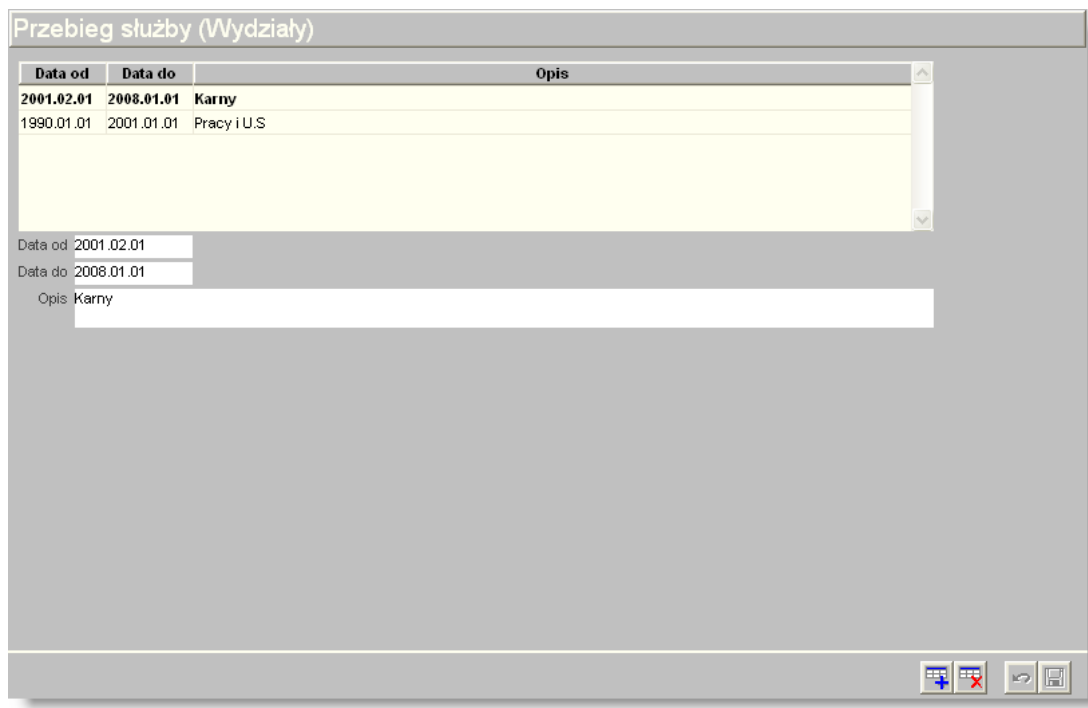 Przebieg służby (Wydziały)
Data od Data do Opis
2001.02.01 2008.01.01 Karny
1990.01.01 2001.01.01 Pracy i U.S
Data od 2001.02.01
Data do 2008.01.01
Opis Karny